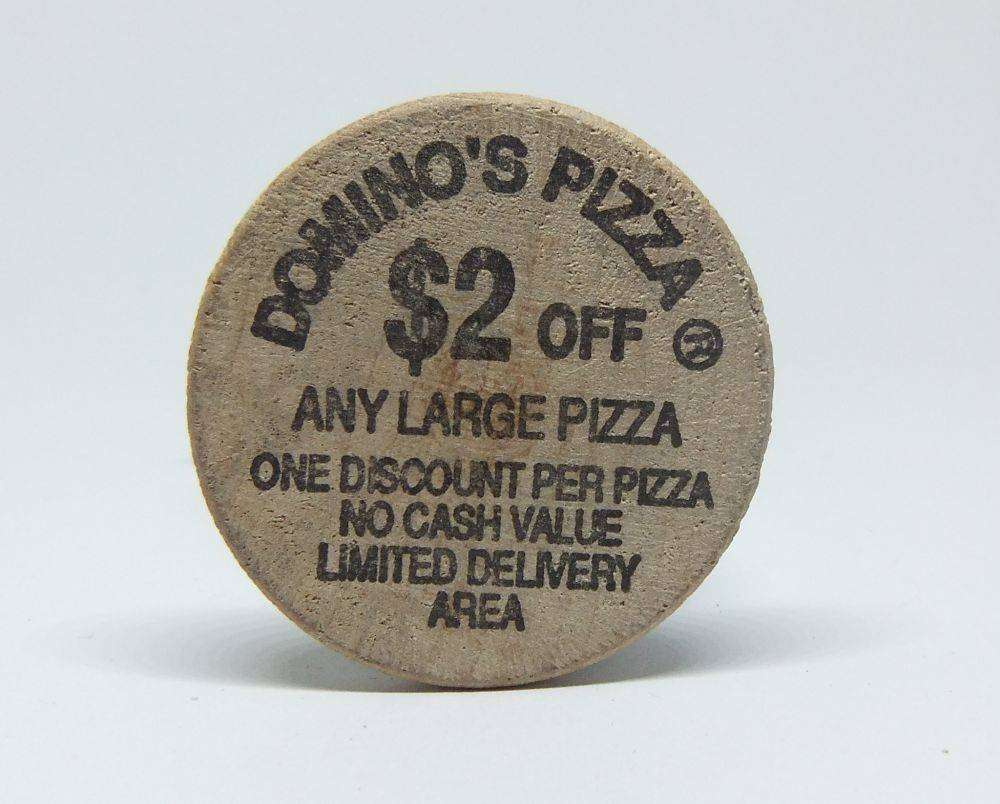 DOMINO'S PIZZA ®
$2 OFF
ANY LARGE PIZZA
ONE DISCOUNT PER PIZZA
NO CASH VALUE
LIMITED DELIVERY
AREA